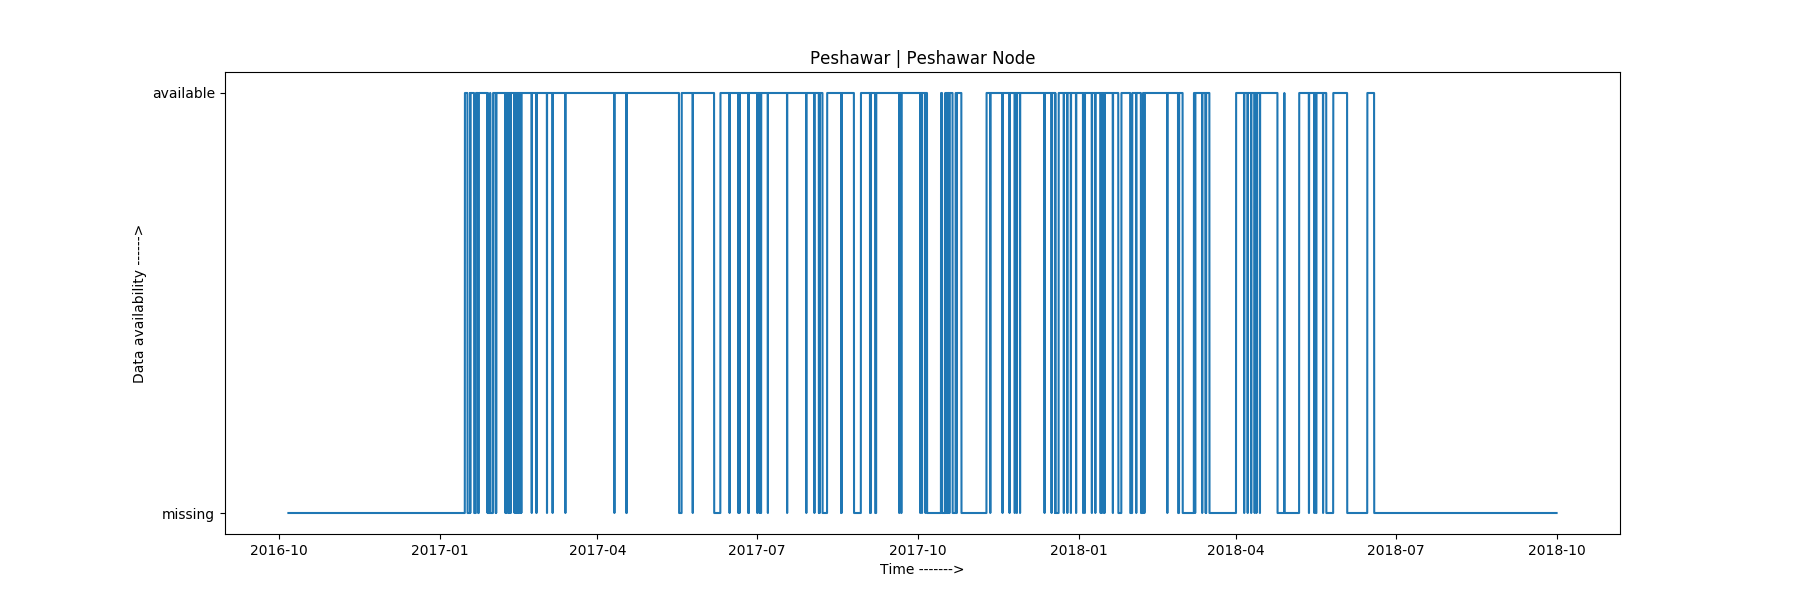 Peshawar | Peshawar Node
available
Data availability ------>
missing
2016-10 2017-01 2017-04 2017-07 2017-10 2018-01 2018-04 2018-07 2018-10
Time ------->